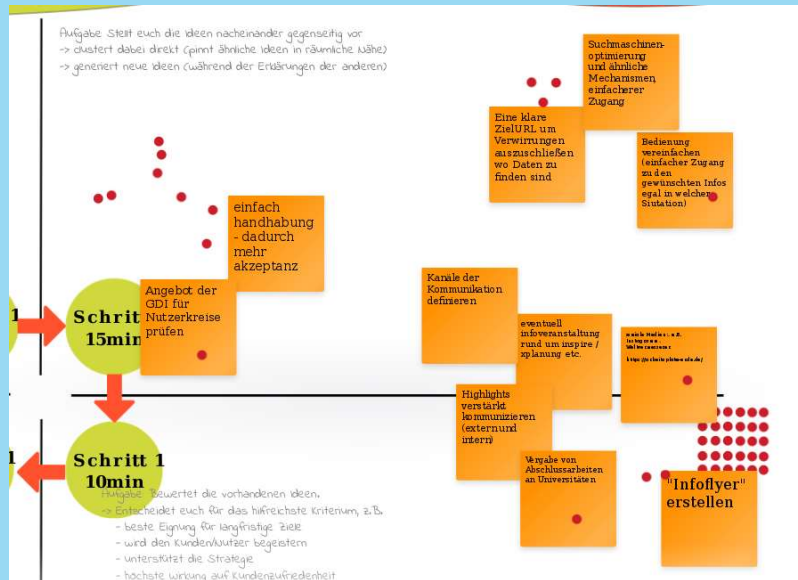 Aufgabe: Stellt euch die Ideen nacheinander gegenseitig vor
-> clustert dabei direkt (pinnt ähnliche Ideen in räumliche Nähe)
-> generiert neue Ideen (während der Erklärungen der anderen)
Suchmaschinen-
optimierung
und ähnliche
Mechanismen,
einfacherer
Zugang
Eine klare
ZielURL um
Verwirrungen
auszuschließen
wo Daten zu
finden sind
Bedienung
vereinfachen
(einfacher Zugang
zu den
gewünschten Infos
egal in welcher
Siutation)
einfach
handhabung
- dadurch
mehr
akzeptanz
Angebot der
GDI für
Nutzerkreise
prüfen
1
Schritt
15min
Kanäle der
Kommunikation
definieren
eventuell
infoveranstaltung
rund um inspire /
xplanung etc.
soziale Medien, z.B.
Instagramm,
Highlights
verstärkt
kommunizieren
(extern und
intern)
Vergabe von
Abschlussarbeiten
an Universitäten
"Infoflyer"
erstellen
Schritt 1
10min
Aufgabe: Bewertet die vorhandenen Ideen.
-> Entscheidet euch für das hilfreichste Kriterium, z.B.
- beste Eignung für langfristige Ziele
- wird den Kunden/Nutzer begeistern
- unterstützt die Strategie
- höchste wirkung auf Kundenzufriedenheit